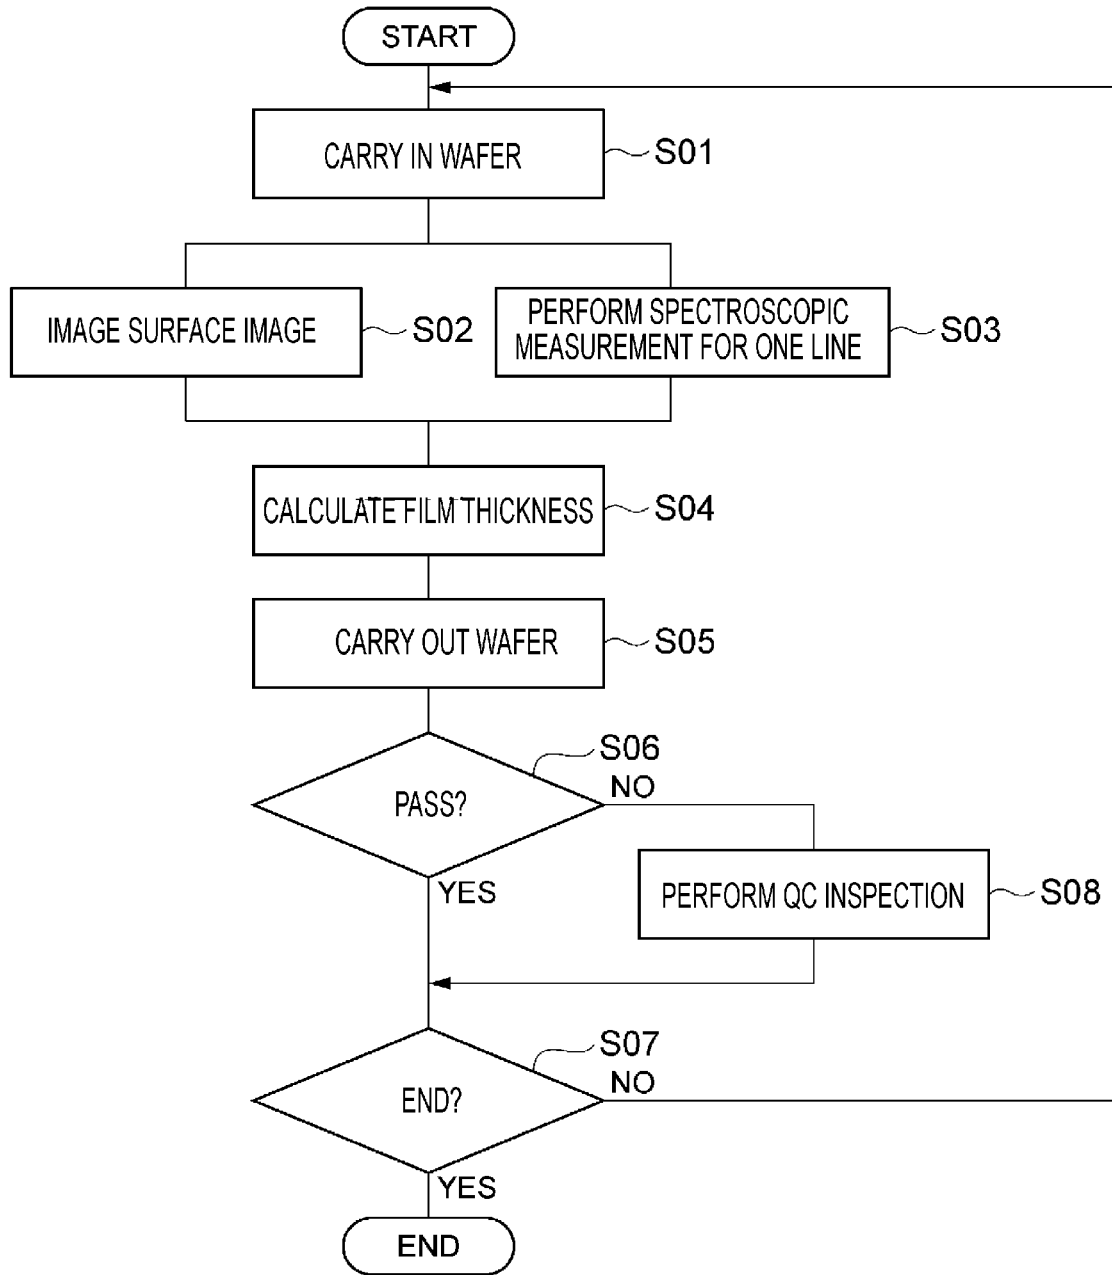 START
CARRY IN WAFER
S01
IMAGE SURFACE IMAGE
S02
PERFORM SPECTROSCOPIC
MEASUREMENT FOR ONE LINE
S03
CALCULATE FILM THICKNESS
S04
CARRY OUT WAFER
S05
S06
PASS?
NO
YES
PERFORM QC INSPECTION
S08
S07
END?
NO
YES
END